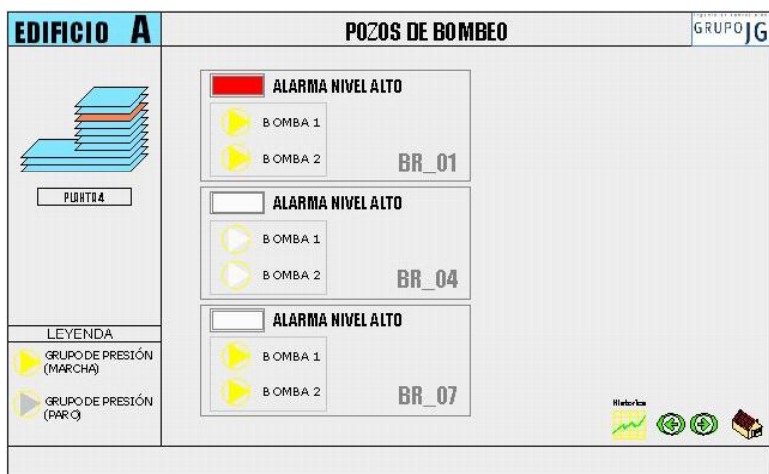 EDIFICIO A
POZOS DE BOMBEO
GRUPO JG
ALARMA NIVEL ALTO
BOMBA 1
BOMBA 2
BR_01
PLANTA 4
ALARMA NIVEL ALTO
BOMBA 1
BOMBA 2
BR_04
ALARMA NIVEL ALTO
BOMBA 1
BOMBA 2
BR_07
LEYENDA
GRUPO DE PRESIÓN
(MARCHA)
GRUPO DE PRESIÓN
(PARO)
Historico